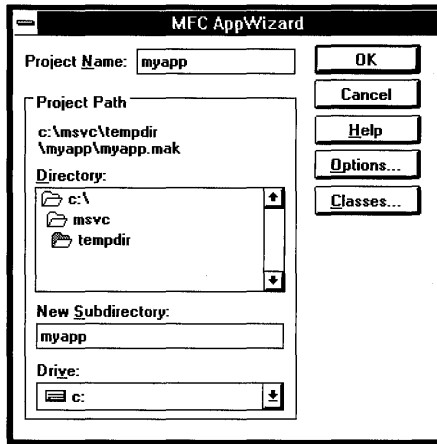 MFC AppWizard
Project Name: myapp
OK
Cancel
Help
Options...
Classes...
Project Path
c:\msvc\tempdir
\myapp\myapp.mak
Directory:
c:\
msvc
tempdir
New Subdirectory:
myapp
Drive:
c: